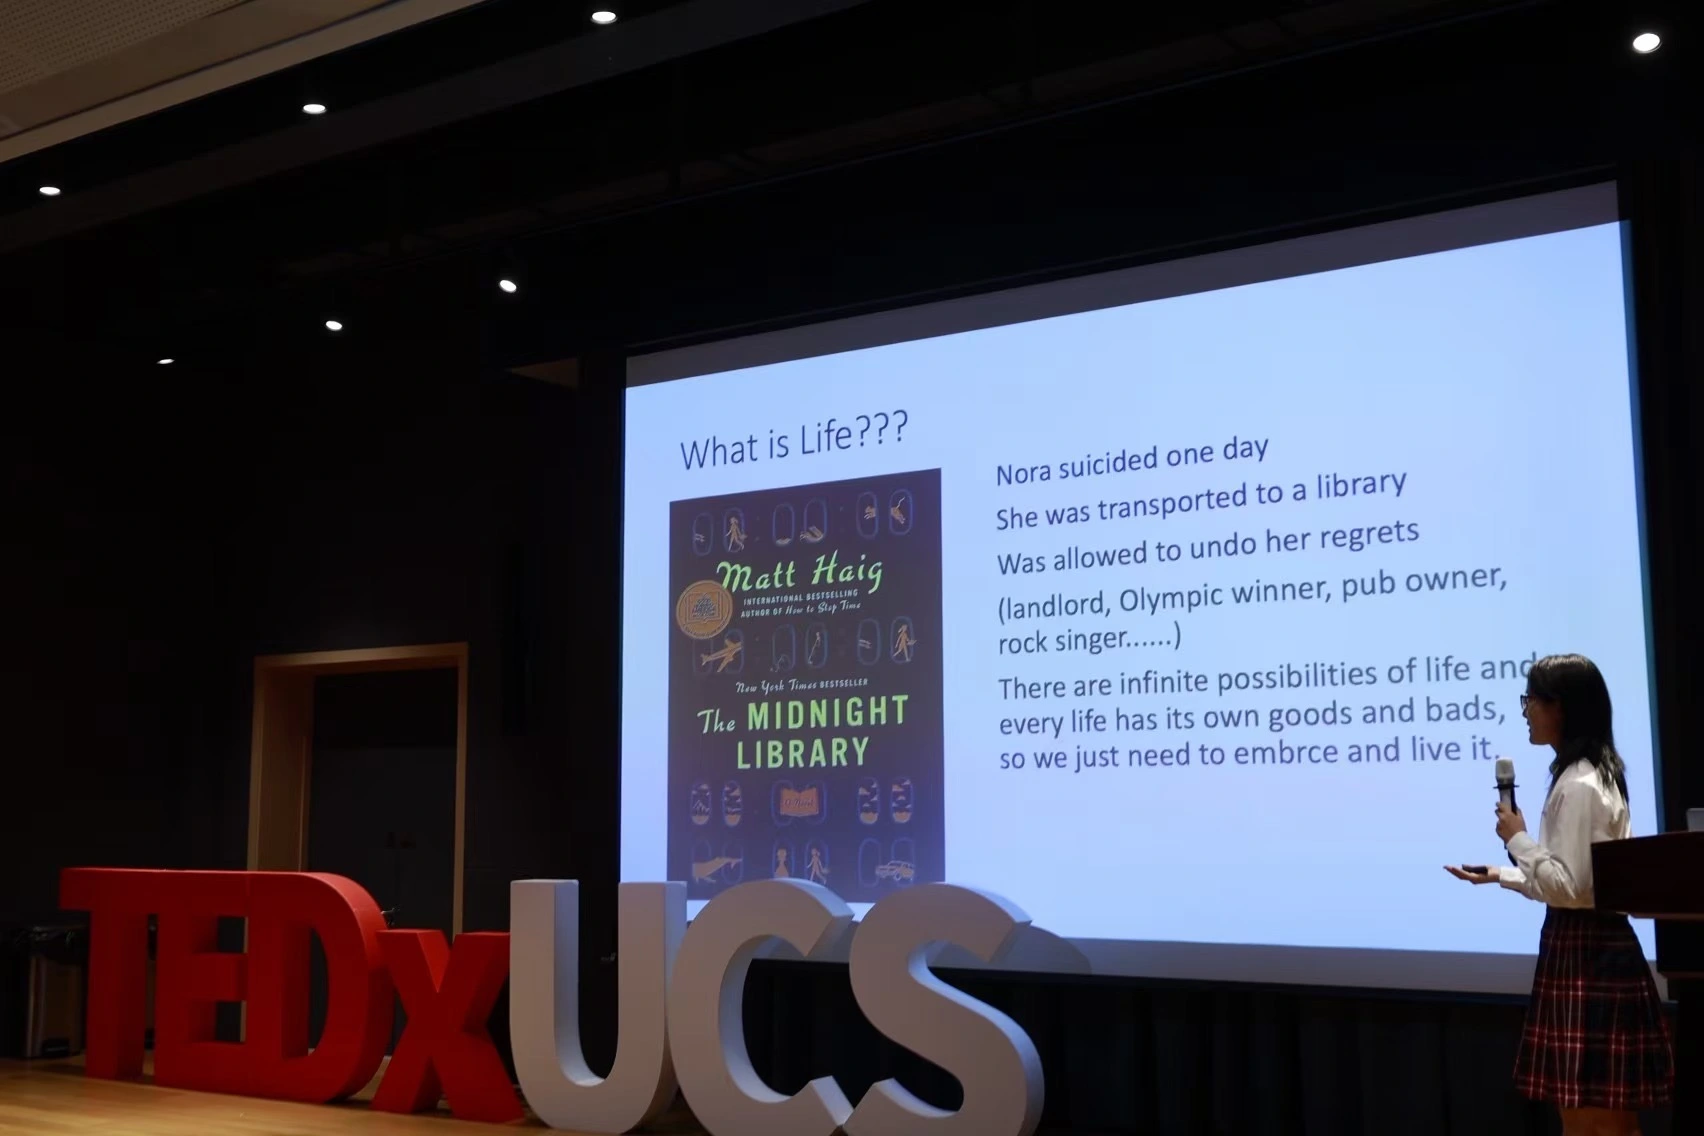 What is Life???
Matt Haig
INTERNATIONAL BESTSELLING
AUTHOR OF How to Stop Time
New York Times BESTSELLER
The MIDNIGHT
LIBRARY
A Novel
Nora suicided one day
She was transported to a library
Was allowed to undo her regrets
(landlord, Olympic winner, pub owner,
rock singer......)
There are infinite possibilities of life and
every life has its own goods and bads,
so we just need to embrce and live it.
TEDxUCS